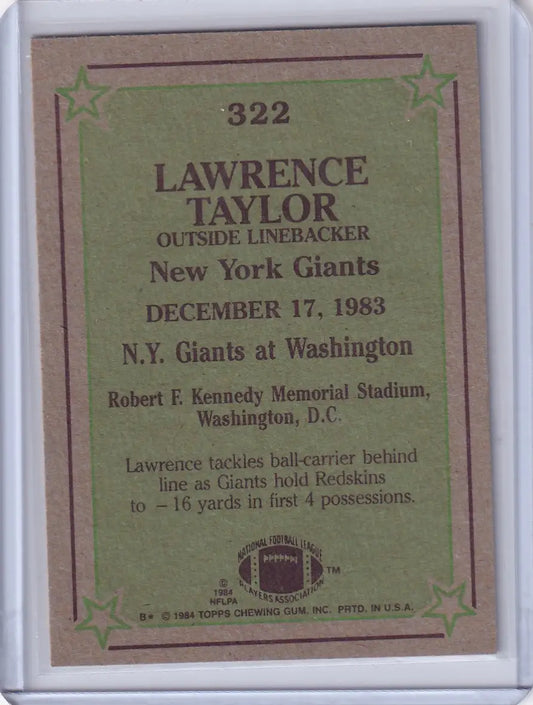 322
LAWRENCE
TAYLOR
OUTSIDE LINEBACKER
New York Giants
DECEMBER 17, 1983
N.Y. Giants at Washington
Robert F. Kennedy Memorial Stadium,
Washington, D.C.
Lawrence tackles ball-carrier behind
line as Giants hold Redskins
to – 16 yards in first 4 possessions.
NATIONAL FOOTBALL LEAGUE
PLAYERS ASSOCIATION
TM
©
1984
NFLPA
B* © 1984 TOPPS CHEWING GUM, INC. PRTD. IN U.S.A.